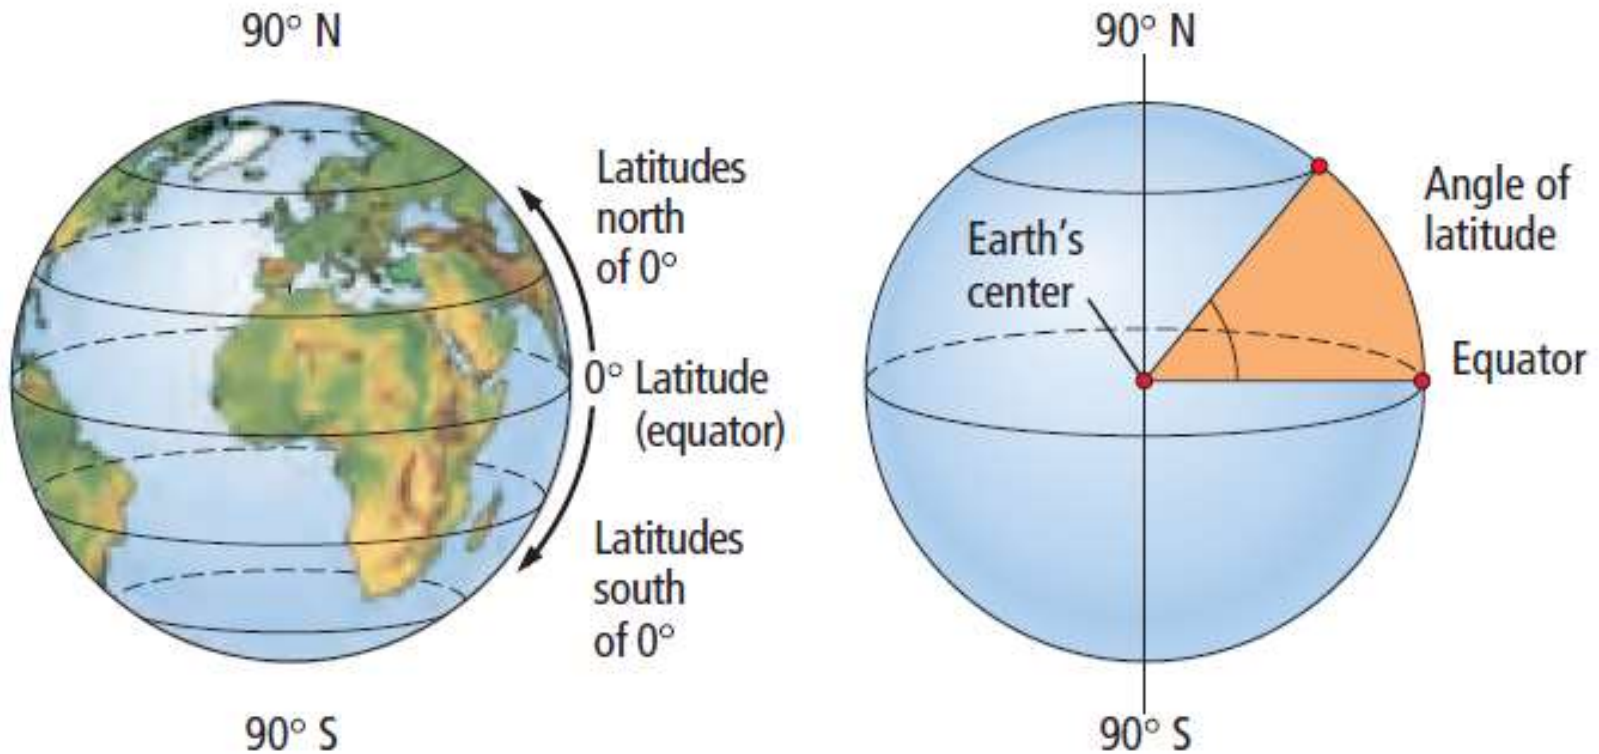 90° N
Latitudes
north
of 0°
0° Latitude
(equator)
Latitudes
south
of 0°
90° S
90° N
Angle of
latitude
Earth's
center
Equator
90° S